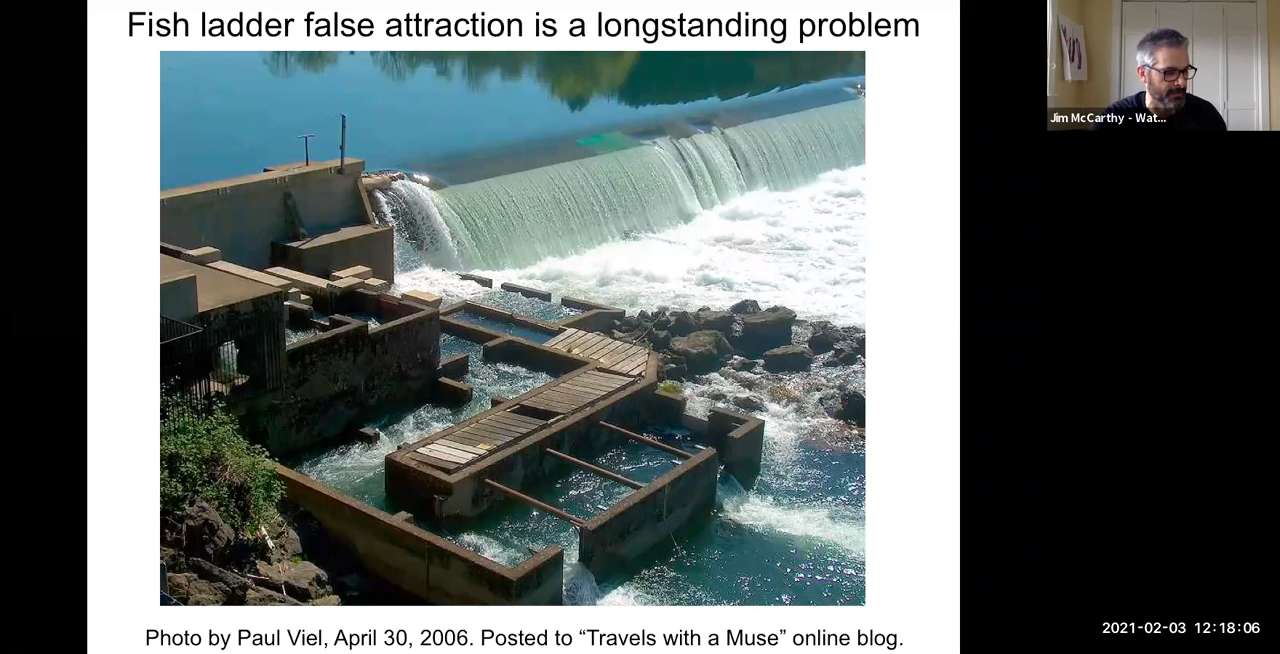 Fish ladder false attraction is a longstanding problem
Jim McCarthy - Wat...
Photo by Paul Viel, April 30, 2006. Posted to “Travels with a Muse” online blog.
2021-02-03 12:18:06